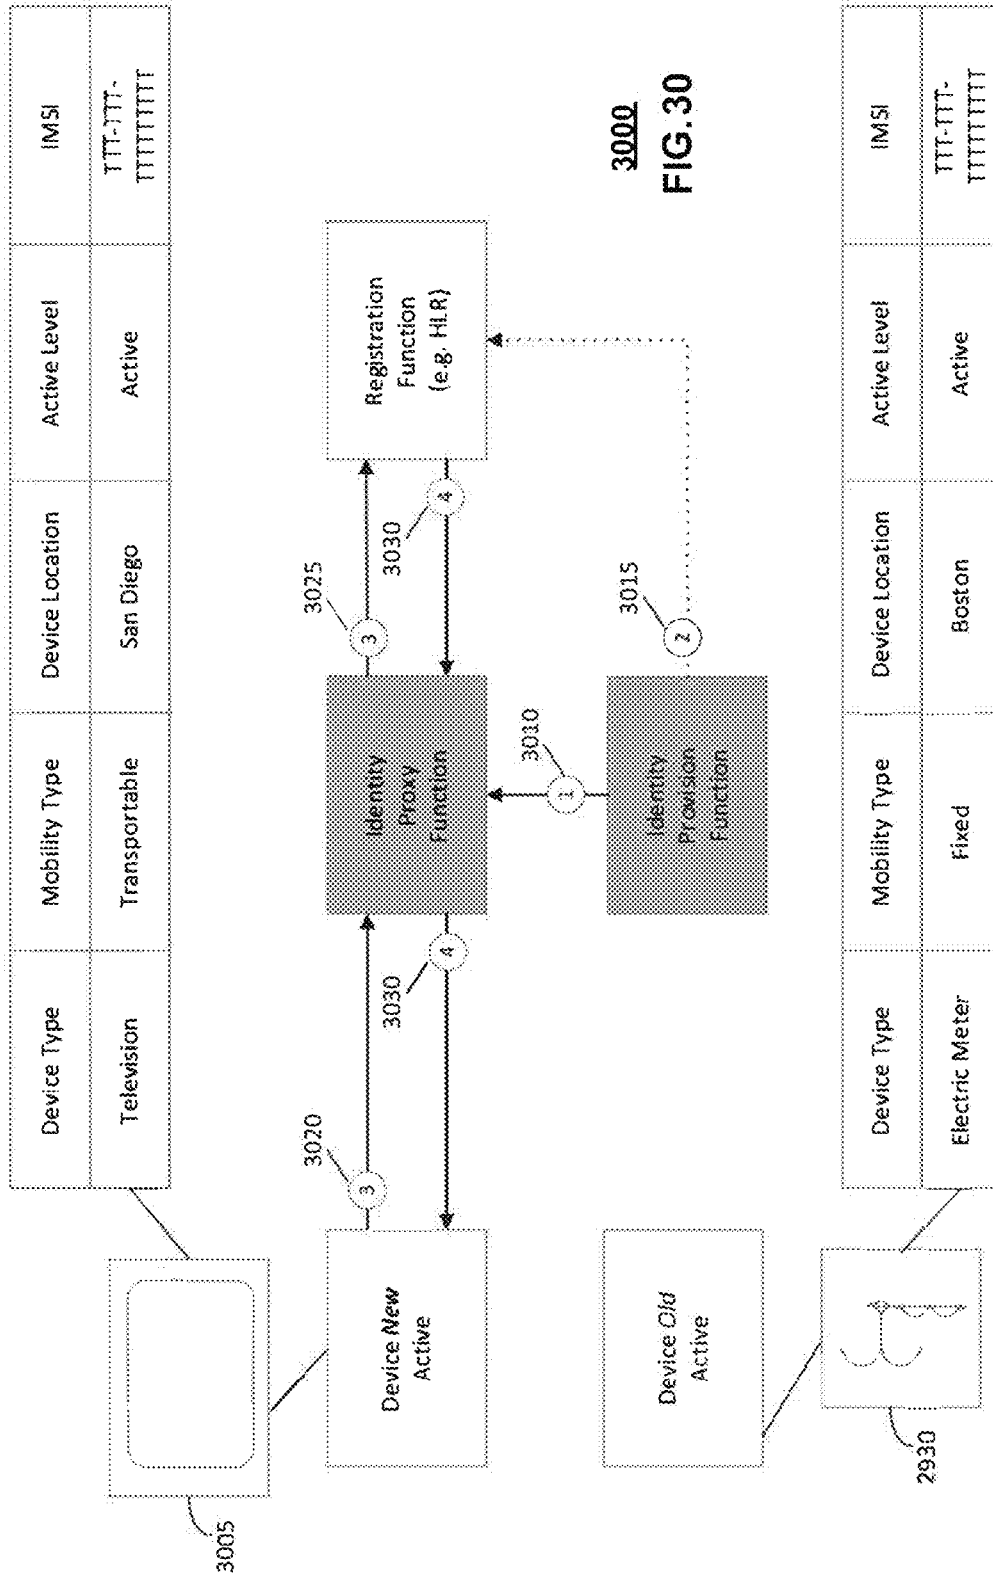 Device Type
Mobility Type
Device Location
Active Level
IMSI
Television
Transportable
San Diego
Active
TTT-TTT-
TTTTTTTTT
3005
Device New
Active
3020
3
3030
4
Identity
Proxy
Function
3025
3
3030
4
Registration
Function
(e.g. HLR)
3010
1
Identity
Provision
Function
3015
2
Device Old
Active
2930
3000
FIG.30
Device Type
Mobility Type
Device Location
Active Level
IMSI
Electric Meter
Fixed
Boston
Active
TTT-TTT-
TTTTTTTTT